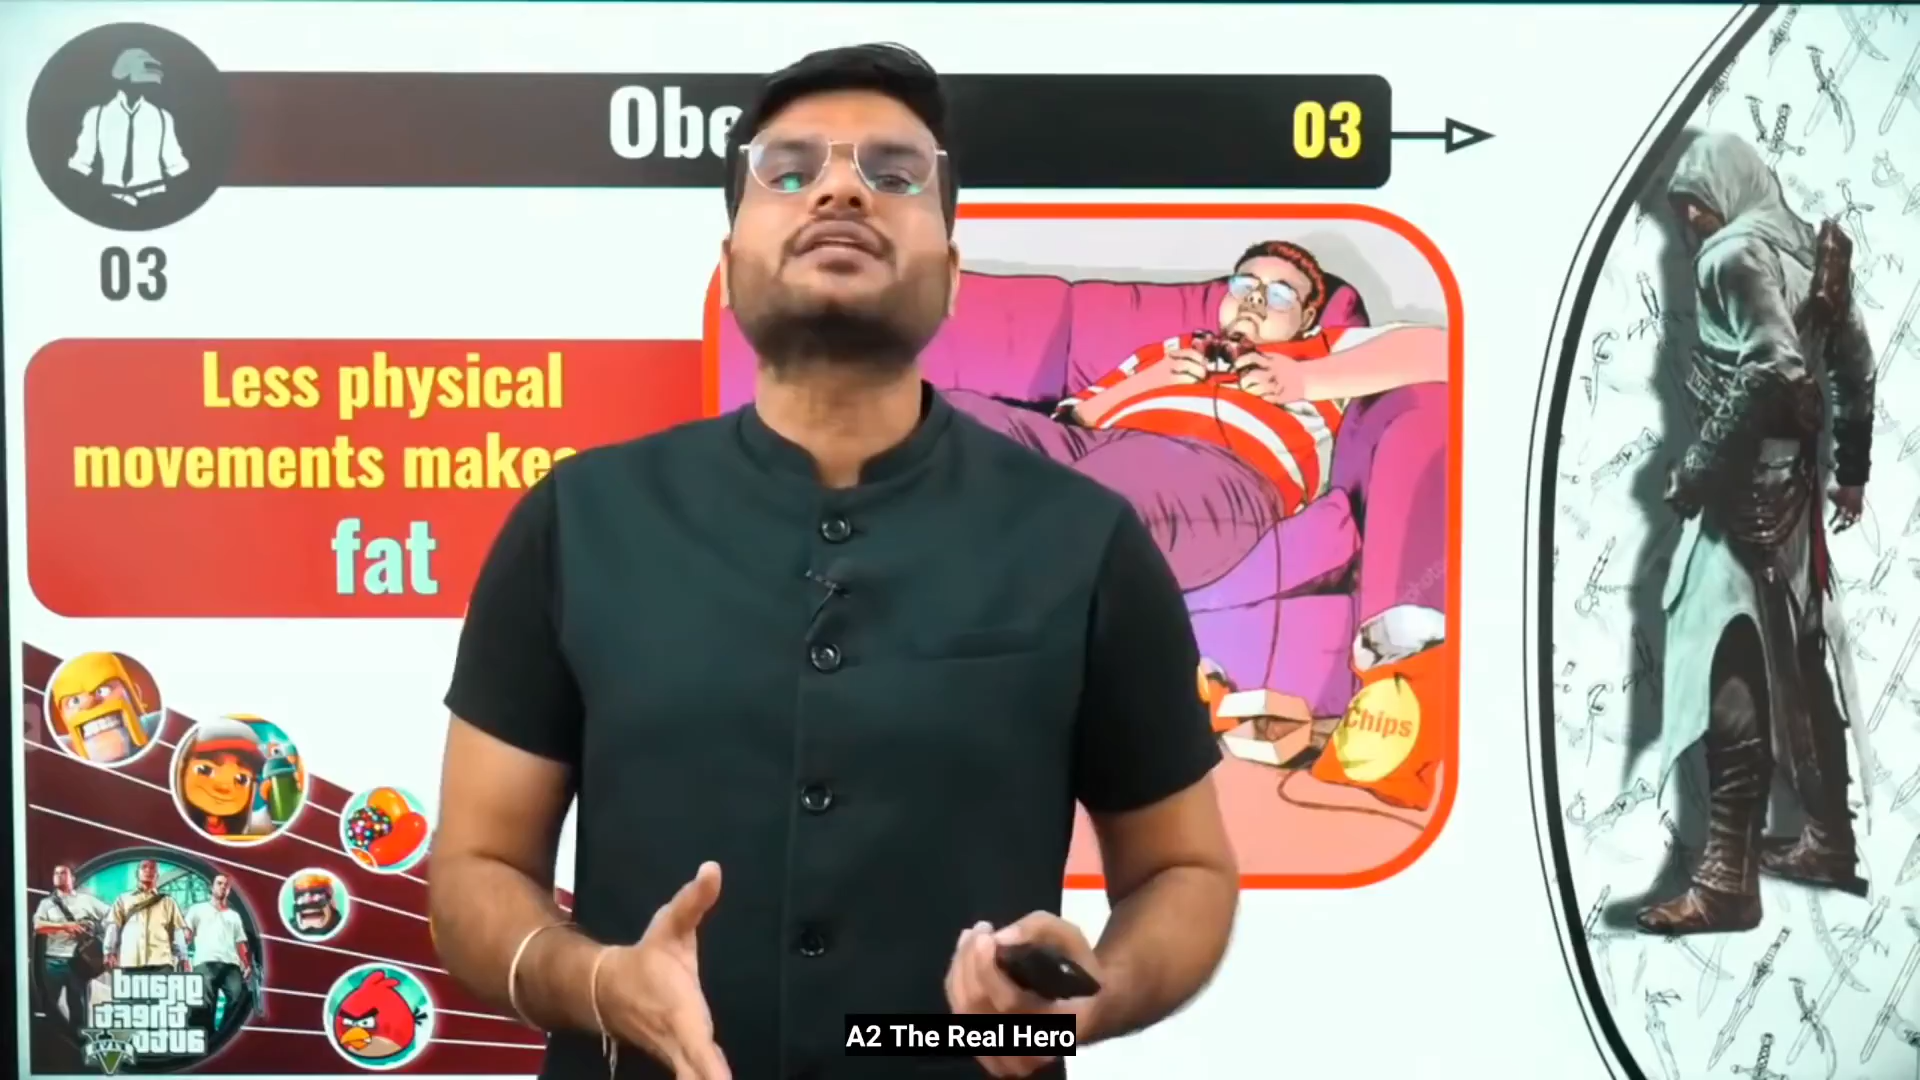 Obe
03
03
Less physical
movements make
fat
Chips
A2 The Real Hero